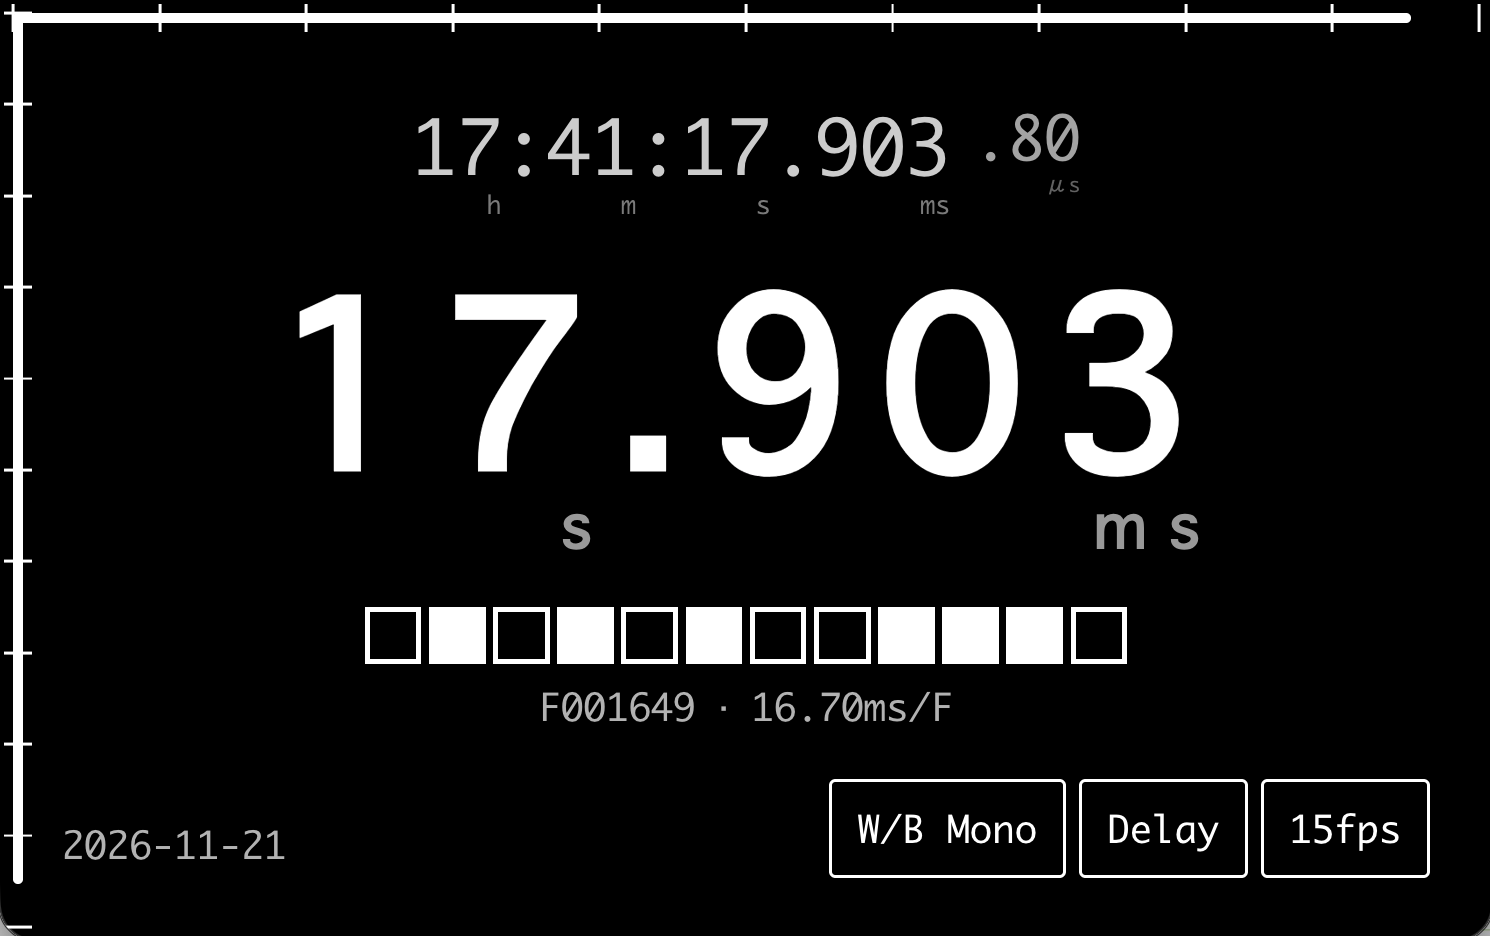 17:41:17.903 .80
h m s ms μs
17.903
s ms
F001649 · 16.70ms/F
2026-11-21
W/B Mono Delay 15fps